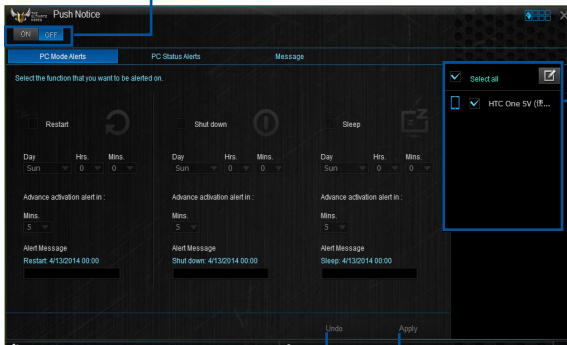 THE ULTIMATE FORCE Push Notice
ON OFF
PC Mode Alerts PC Status Alerts Message
Select the function that you want to be alerted on.
Select all
HTC One SV (便...
Restart Shut down Sleep
Day Hrs. Mins. Day Hrs. Mins. Day Hrs. Mins.
Sun 0 0 Sun 0 0 Sun 0 0
Advance activation alert in : Advance activation alert in : Advance activation alert in :
Mins. Mins. Mins.
5 5 5
Alert Message Alert Message Alert Message
Restart: 4/13/2014 00:00 Shut down: 4/13/2014 00:00 Sleep: 4/13/2014 00:00
Undo Apply